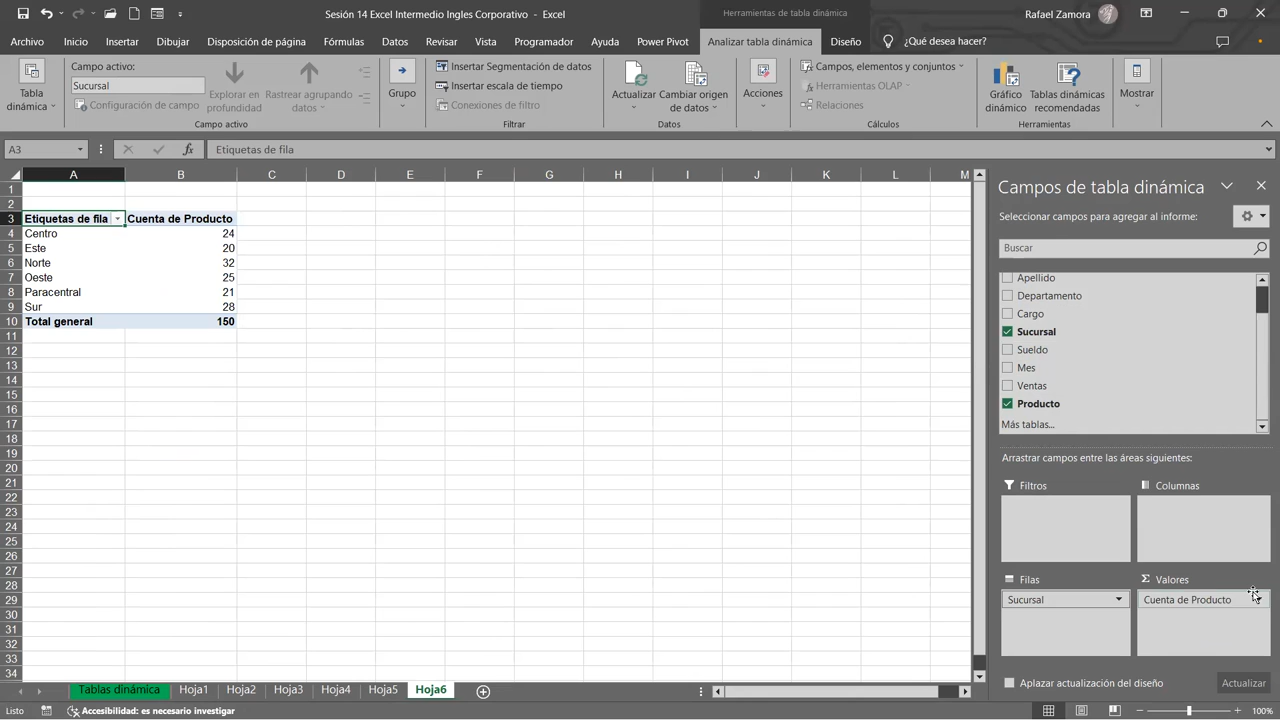 Sesión 14 Excel Intermedio Ingles Corporativo - Excel
Herramientas de tabla dinámica
Rafael Zamora
Archivo Inicio Insertar Dibujar Disposición de página Fórmulas Datos Revisar Vista Programador Ayuda Power Pivot Analizar tabla dinámica Diseño ¿Qué desea hacer?
Tabla dinámica
Campo activo:
Sucursal
Configuración de campo
Explorar en profundidad
Rastrear agrupando datos
Campo activo
Grupo
Insertar Segmentación de datos
Insertar escala de tiempo
Conexiones de filtro
Filtrar
Actualizar
Cambiar origen de datos
Datos
Acciones
Campos, elementos y conjuntos
Herramientas OLAP
Relaciones
Cálculos
Gráfico dinámico
Tablas dinámicas recomendadas
Herramientas
Mostrar
A3
fx
Etiquetas de fila
A B C D E F G H I J K L M
1
2
3 Etiquetas de fila Cuenta de Producto
4 Centro 24
5 Este 20
6 Norte 32
7 Oeste 25
8 Paracentral 21
9 Sur 28
10 Total general 150
11
12
13
14
15
16
17
18
19
20
21
22
23
24
25
26
27
28
29
30
31
32
33
34
Campos de tabla dinámica
Seleccionar campos para agregar al informe:
Buscar
Apellido
Departamento
Cargo
Sucursal
Sueldo
Mes
Ventas
Producto
Más tablas...
Arrastrar campos entre las áreas siguientes:
Filtros
Columnas
Filas
Σ Valores
Sucursal
Cuenta de Producto
Aplazar actualización del diseño
Actualizar
Tablas dinámica Hoja1 Hoja2 Hoja3 Hoja4 Hoja5 Hoja6
Listo
Accesibilidad: es necesario investigar
100%